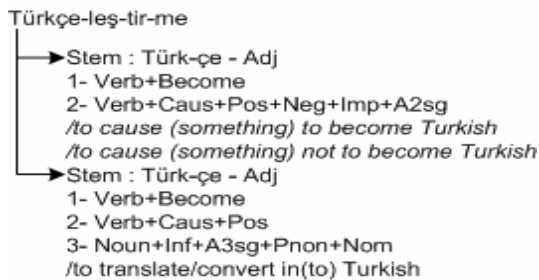 Türkçe-leş-tir-me
Stem : Türk-çe - Adj
1- Verb+Become
2- Verb+Caus+Pos+Neg+Imp+A2sg
/to cause (something) to become Turkish
/to cause (something) not to become Turkish
Stem : Türk-çe - Adj
1- Verb+Become
2- Verb+Caus+Pos
3- Noun+Inf+A3sg+Pnon+Nom
/to translate/convert in(to) Turkish